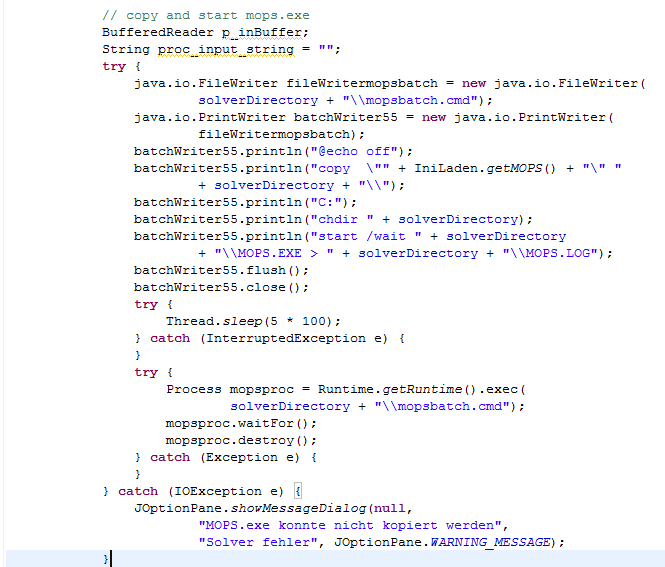 // copy and start mops.exe
BufferedReader p_inBuffer;
String proc_input_string = "";
try {
    java.io.FileWriter fileWritermopsbatch = new java.io.FileWriter(
            solverDirectory + "\\mopsbatch.cmd");
    java.io.PrintWriter batchWriter55 = new java.io.PrintWriter(
            fileWritermopsbatch);
    batchWriter55.println("@echo off");
    batchWriter55.println("copy  \"" + IniLaden.getMOPS() + "\" "
            + solverDirectory + "\\");
    batchWriter55.println("C:");
    batchWriter55.println("chdir " + solverDirectory);
    batchWriter55.println("start /wait " + solverDirectory
            + "\\MOPS.EXE > " + solverDirectory + "\\MOPS.LOG");
    batchWriter55.flush();
    batchWriter55.close();
    try {
        Thread.sleep(5 * 100);
    } catch (InterruptedException e) {
    }
    try {
        Process mopsproc = Runtime.getRuntime().exec(
                solverDirectory + "\\mopsbatch.cmd");
        mopsproc.waitFor();
        mopsproc.destroy();
    } catch (Exception e) {
    }
} catch (IOException e) {
    JOptionPane.showMessageDialog(null,
            "MOPS.exe konnte nicht kopiert werden",
            "Solver fehler", JOptionPane.WARNING_MESSAGE);
}